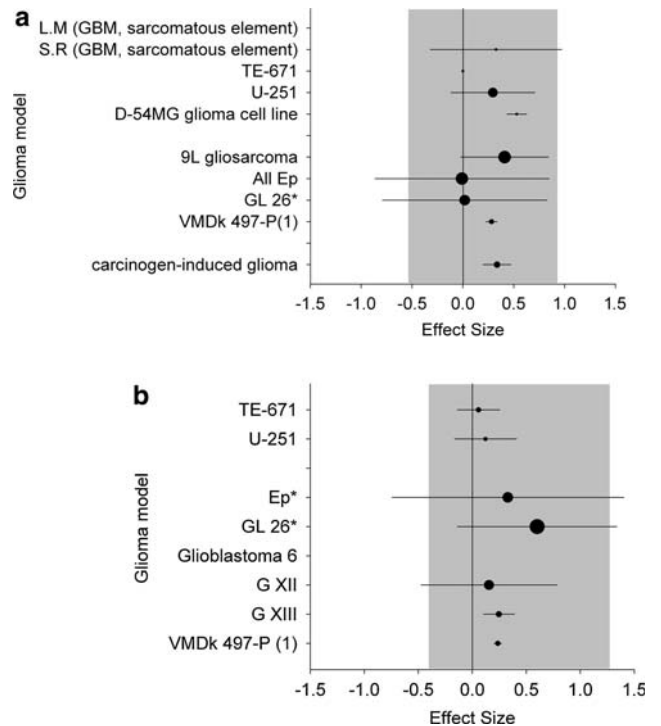 a
L.M (GBM, sarcomatous element)
S.R (GBM, sarcomatous element)
TE-671
U-251
D-54MG glioma cell line
9L gliosarcoma
All Ep
GL 26*
VMDk 497-P(1)
carcinogen-induced glioma
Glioma model
-1.5 -1.0 -0.5 0.0 0.5 1.0 1.5
Effect Size
b
TE-671
U-251
Ep*
GL 26*
Glioblastoma 6
G XII
G XIII
VMDk 497-P (1)
Glioma model
-1.5 -1.0 -0.5 0.0 0.5 1.0 1.5
Effect Size